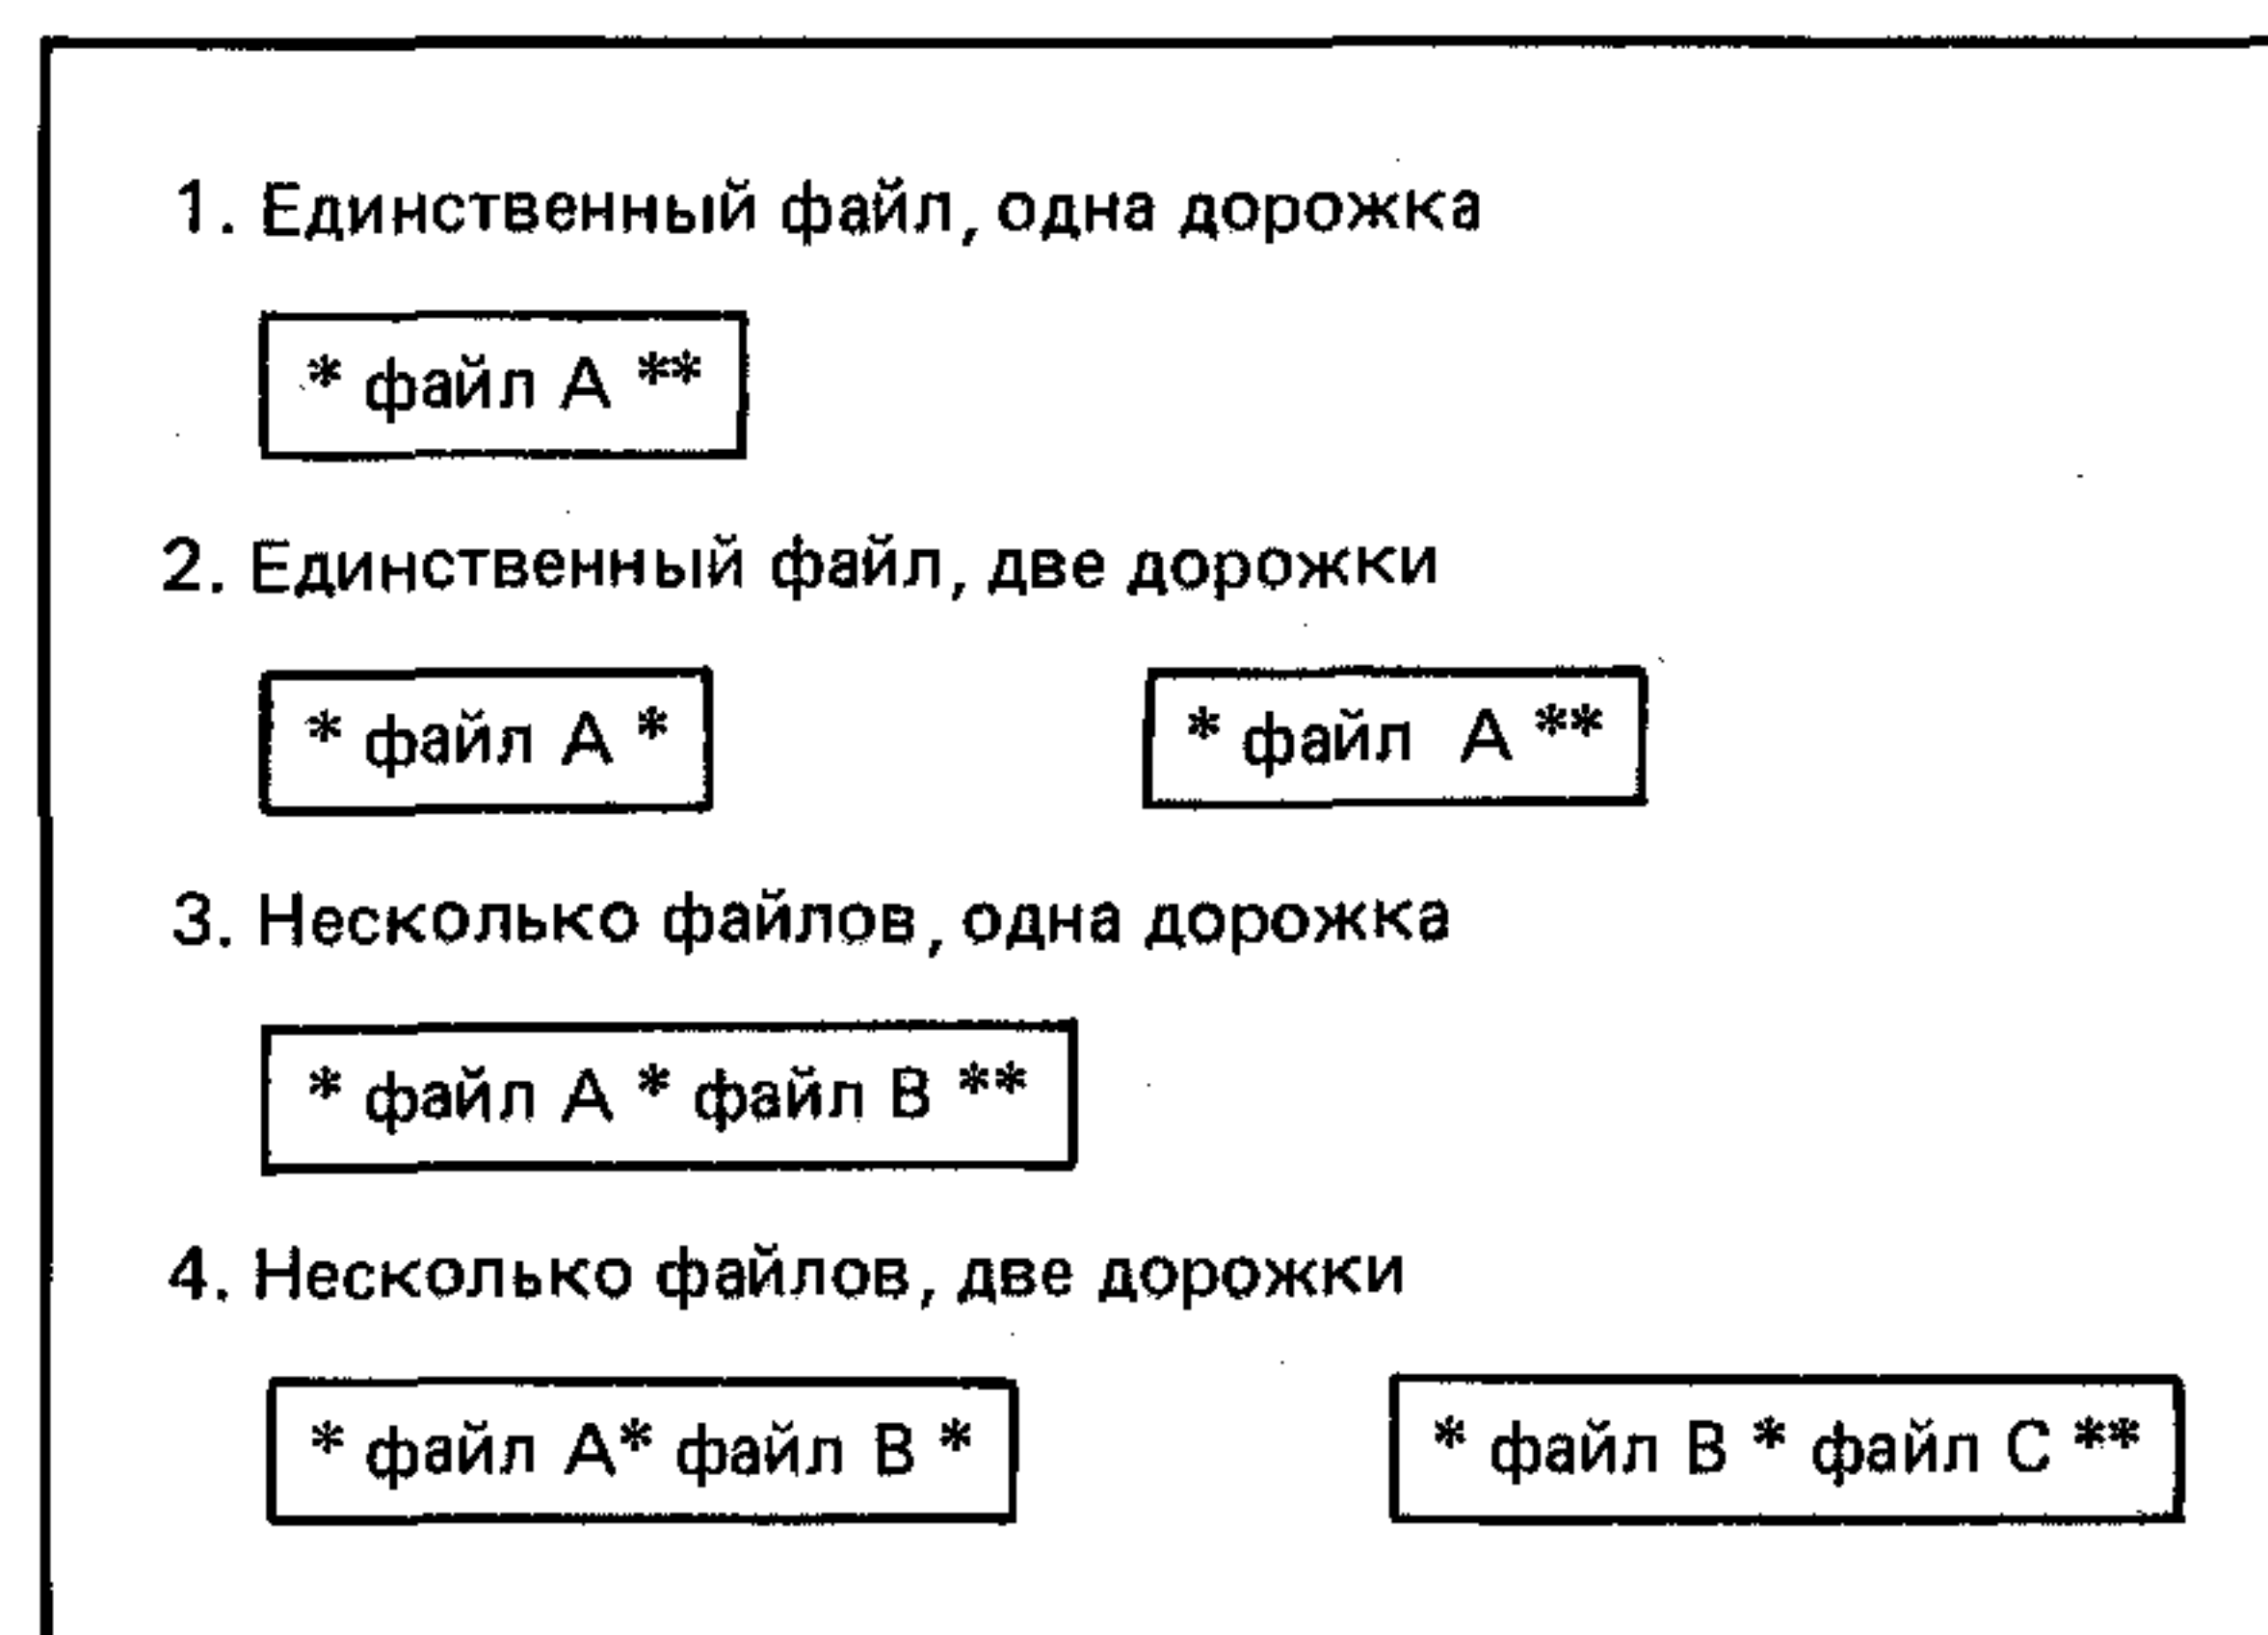 1. Единственный файл, одна дорожка
* файл A **
2. Единственный файл, две дорожки
* файл A * * файл A **
3. Несколько файлов, одна дорожка
* файл A * файл B **
4. Несколько файлов, две дорожки
* файл A* файл B * * файл B * файл C **